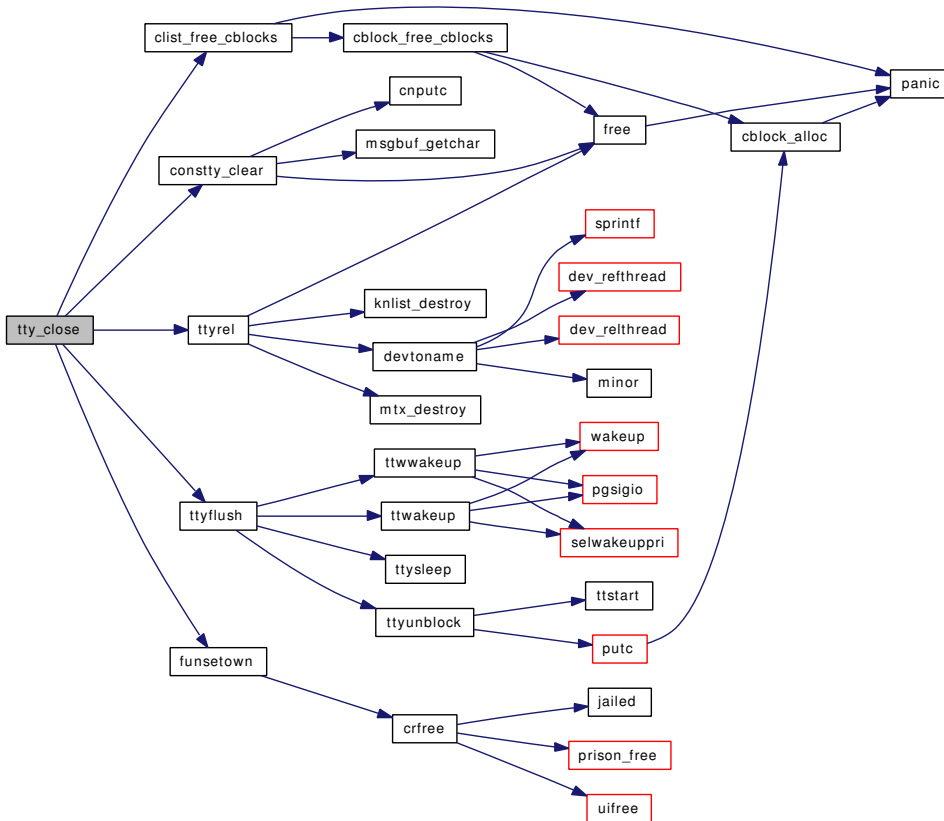 clist_free_cblocks
cblock_free_cblocks
panic
cnputc
free
cblock_alloc
msgbuf_getchar
constty_clear
sprintf
dev_refthread
knlist_destroy
tty_close
ttyrel
dev_relthread
devtoname
minor
mtx_destroy
wakeup
ttwwakeup
pgsigio
ttyflush
ttwakeup
selwakeuppri
ttysleep
ttstart
ttyunblock
putc
funsetown
jailed
crfree
prison_free
uifree